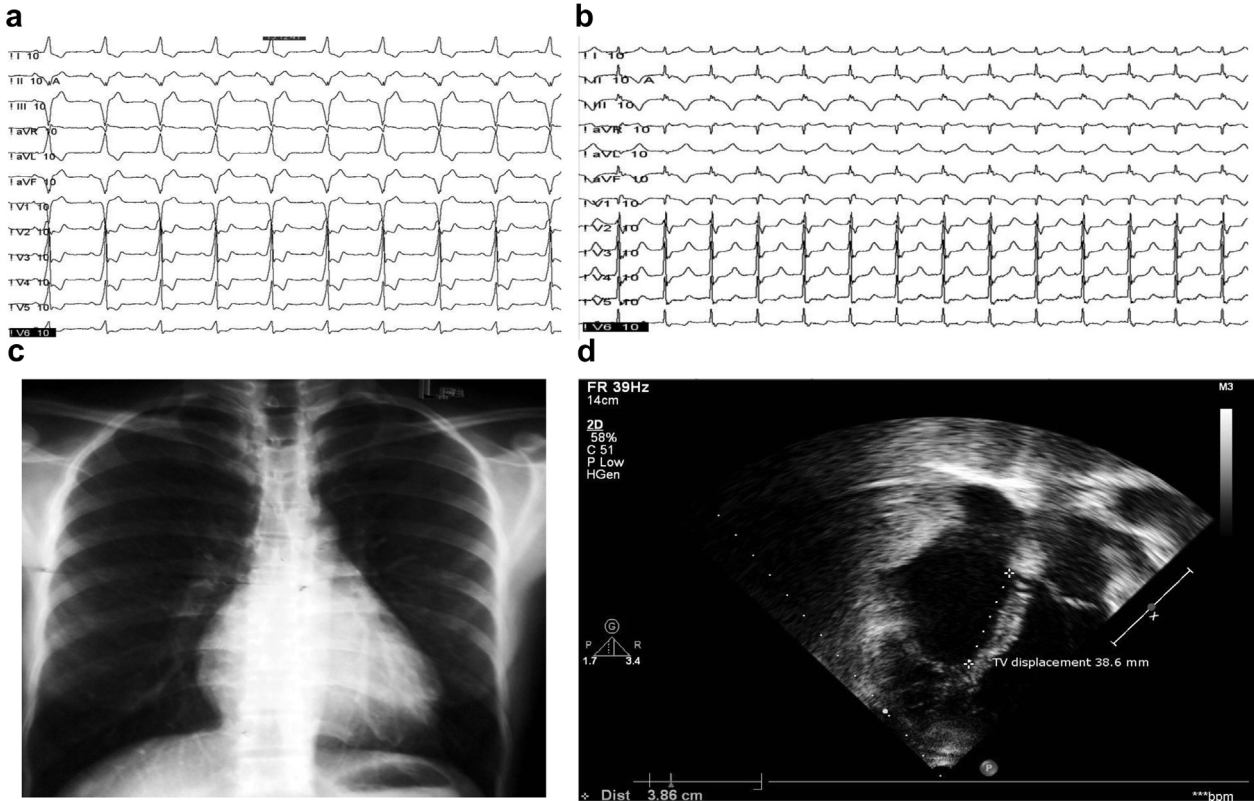 a
I 10
II 10 A
III 10
aVR 10
aVL 10
aVF 10
V1 10
V2 10
V3 10
V4 10
V5 10
V6 10
b
I 10
II 10 A
III 10
aVR 10
aVL 10
aVF 10
V1 10
V2 10
V3 10
V4 10
V5 10
V6 10
c
d
FR 39Hz
14cm
2D
58%
C 51
P Low
HGen
M3
G
P R
1.7 3.4
X
TV displacement 38.6 mm
P
Dist 3.86 cm
***bpm